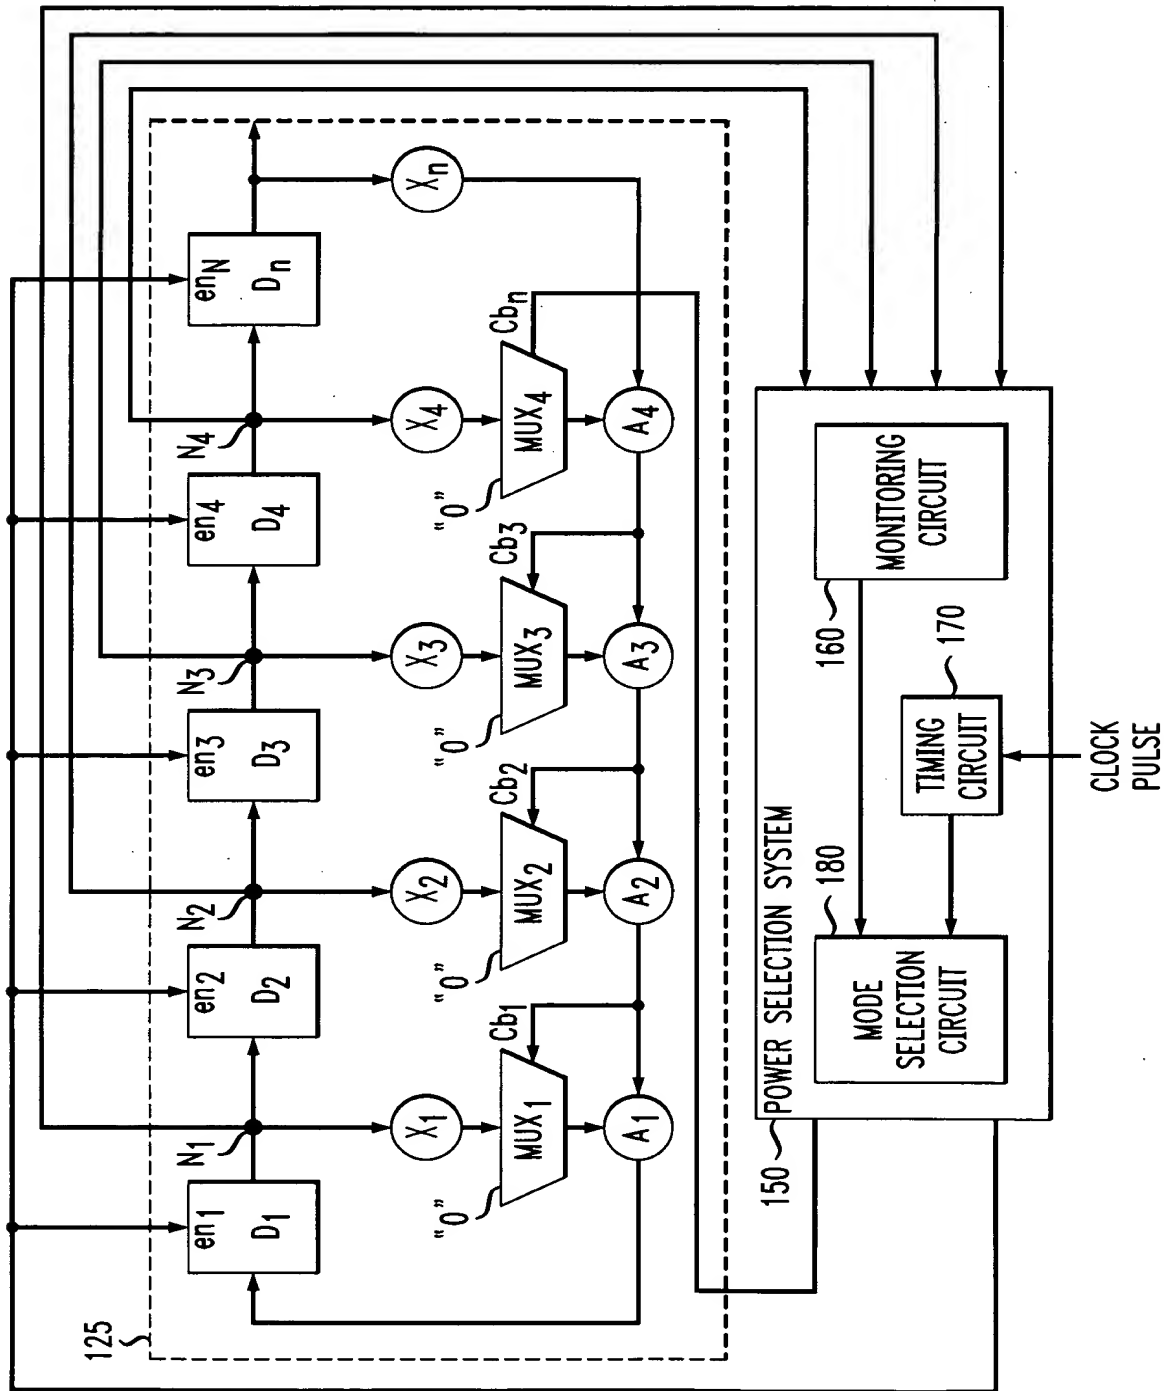 125
en1
D1
en2
D2
en3
D3
en4
D4
enN
Dn
N1
N2
N3
N4
X1
X2
X3
X4
Xn
"0"
MUX1
Cb1
"0"
MUX2
Cb2
"0"
MUX3
Cb3
"0"
MUX4
Cbn
A1
A2
A3
A4
150
POWER SELECTION SYSTEM
180
MODE
SELECTION
CIRCUIT
170
TIMING
CIRCUIT
160
MONITORING
CIRCUIT
CLOCK
PULSE